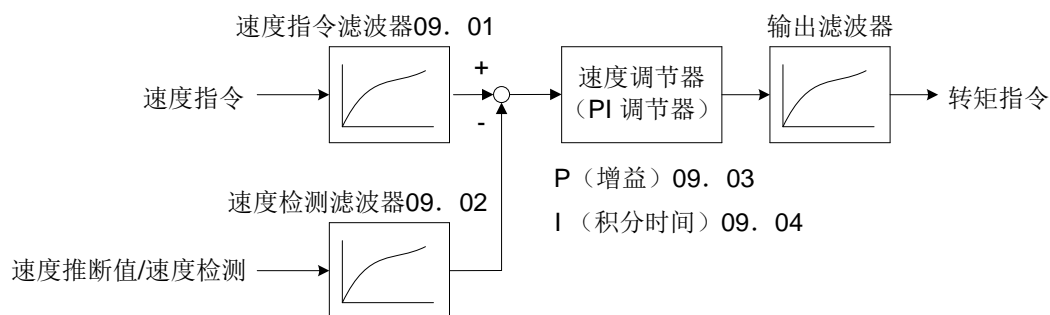 速度指令滤波器09．01
输出滤波器
速度指令
+
-
速度调节器
（PI 调节器）
转矩指令
P（增益）09．03
I （积分时间）09．04
速度检测滤波器09．02
速度推断值/速度检测